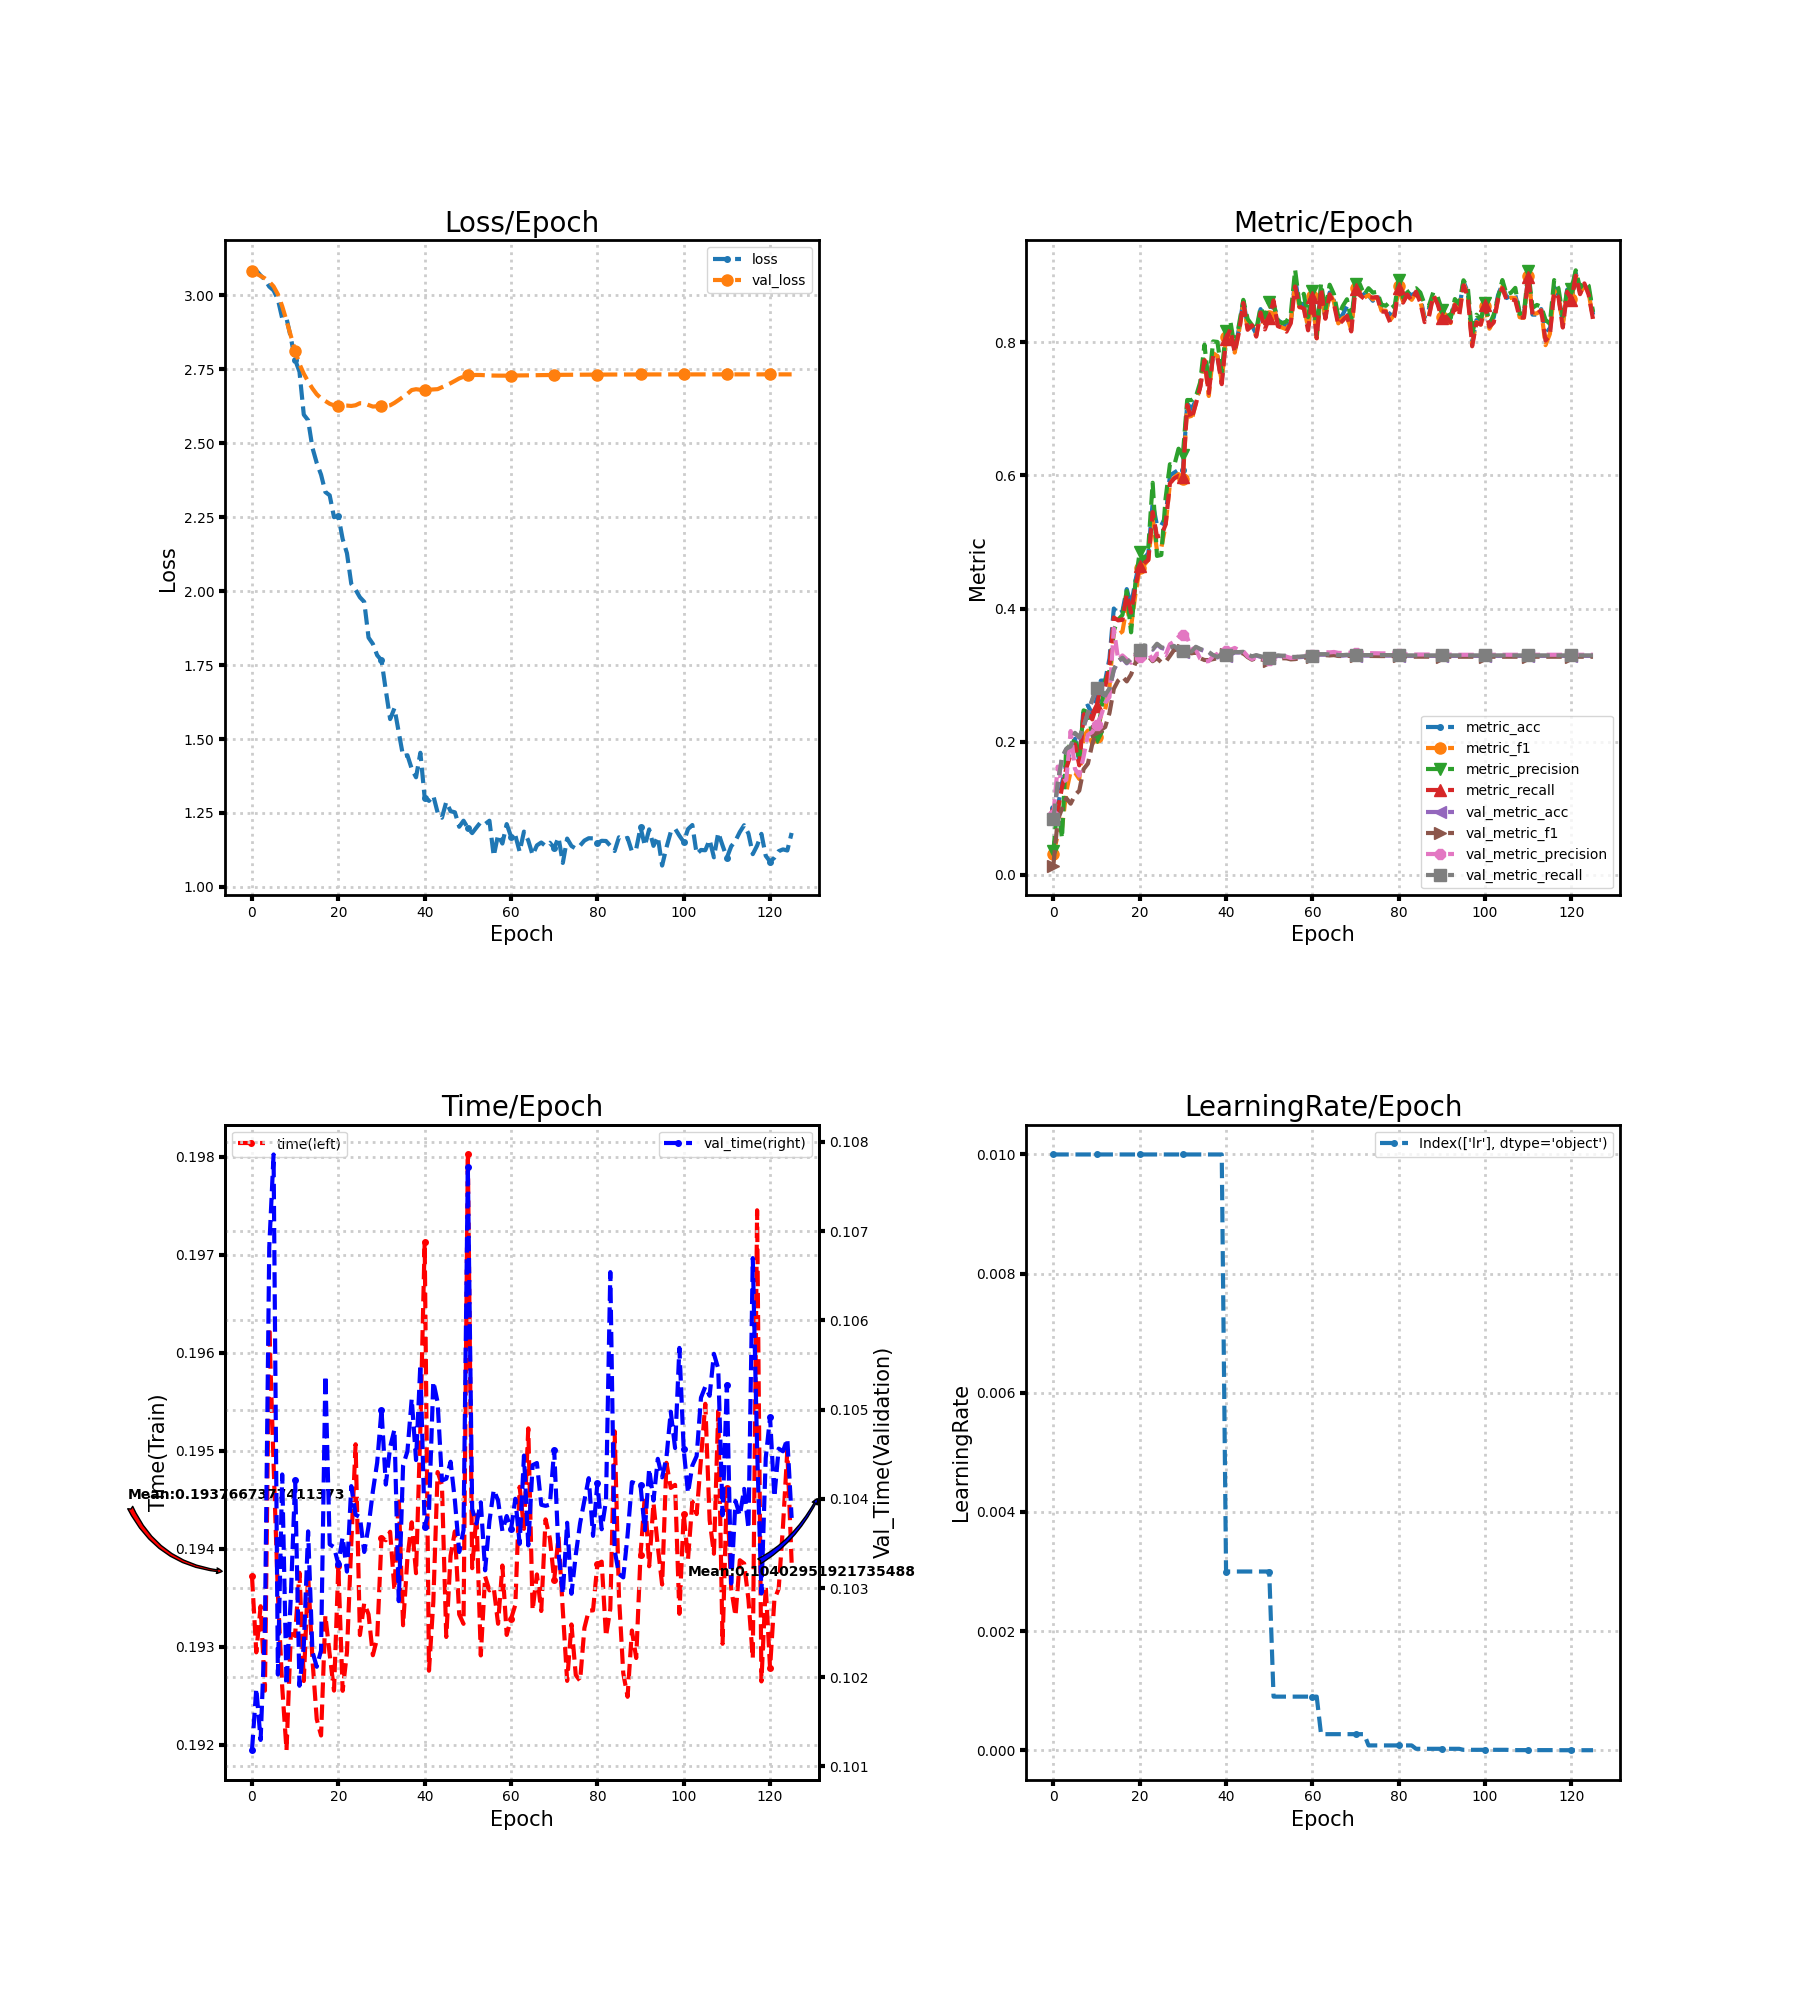 Loss/Epoch
loss
val_loss
3.00
2.75
2.50
2.25
2.00
1.75
1.50
1.25
1.00
Loss
0 20 40 60 80 100 120
Epoch
Metric/Epoch
0.8
0.6
0.4
0.2
0.0
Metric
metric_acc
metric_f1
metric_precision
metric_recall
val_metric_acc
val_metric_f1
val_metric_precision
val_metric_recall
0 20 40 60 80 100 120
Epoch
Time/Epoch
time(left)
val_time(right)
0.198
0.197
0.196
0.195
0.194
0.193
0.192
Time(Train)
0.108
0.107
0.106
0.105
0.104
0.103
0.102
0.101
Val_Time(Validation)
Mean:0.10402951921735488
0 20 40 60 80 100 120
Epoch
LearningRate/Epoch
Index(['lr'], dtype='object')
0.010
0.008
0.006
0.004
0.002
0.000
LearningRate
0 20 40 60 80 100 120
Epoch